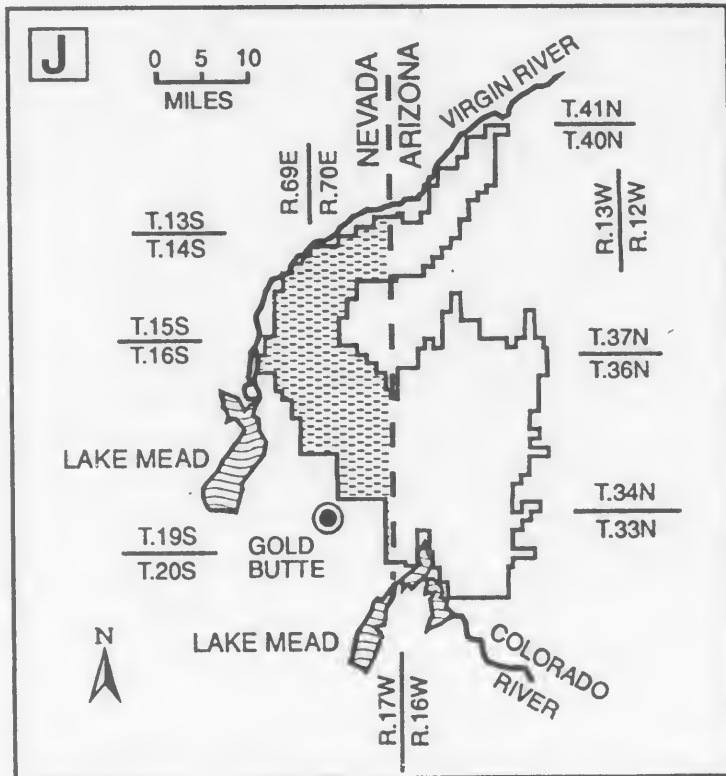 J
0 5 10
MILES
NEVADA
ARIZONA
VIRGIN RIVER
T.41N
T.40N
R.69E
R.70E
R.13W
R.12W
T.13S
T.14S
T.15S
T.16S
T.37N
T.36N
LAKE MEAD
T.34N
T.33N
T.19S
T.20S
GOLD
BUTTE
N
LAKE MEAD
COLORADO
RIVER
R.17W
R.16W